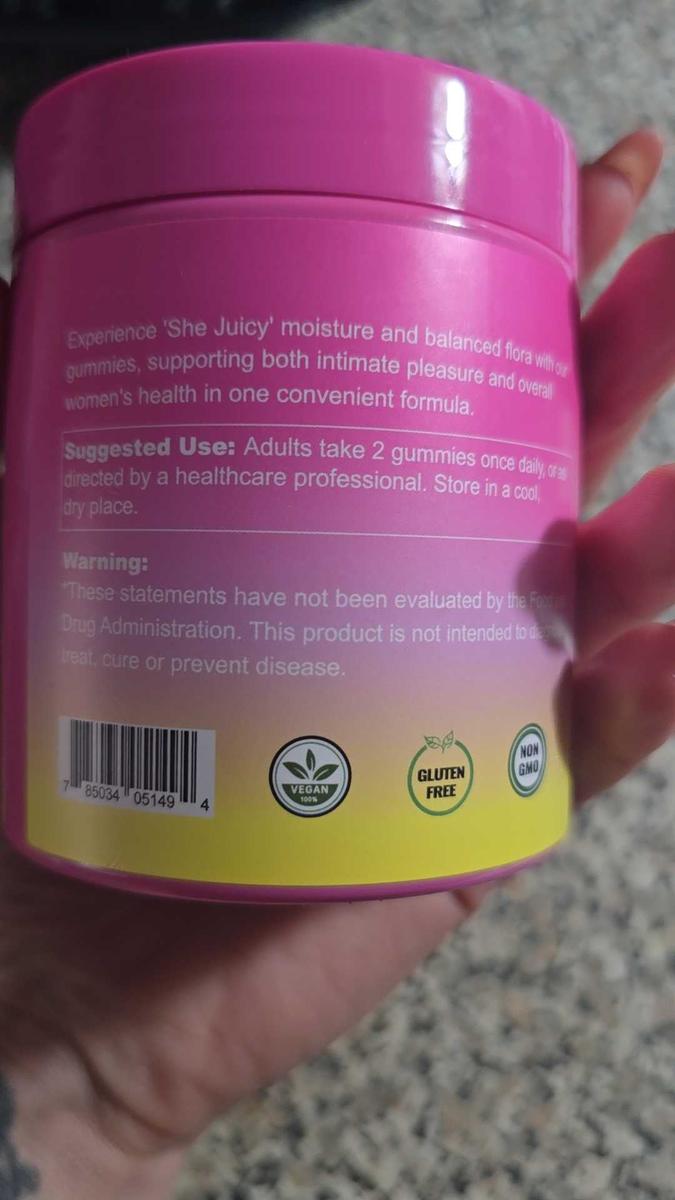 Experience 'She Juicy' moisture and balanced flora with our
gummies, supporting both intimate pleasure and overall
women's health in one convenient formula.
Suggested Use: Adults take 2 gummies once daily, or as
directed by a healthcare professional. Store in a cool,
dry place.
Warning:
*These statements have not been evaluated by the Food
Drug Administration. This product is not intended to
treat, cure or prevent disease.
7 85034 05149 4
VEGAN
100%
GLUTEN
FREE
NON
GMO